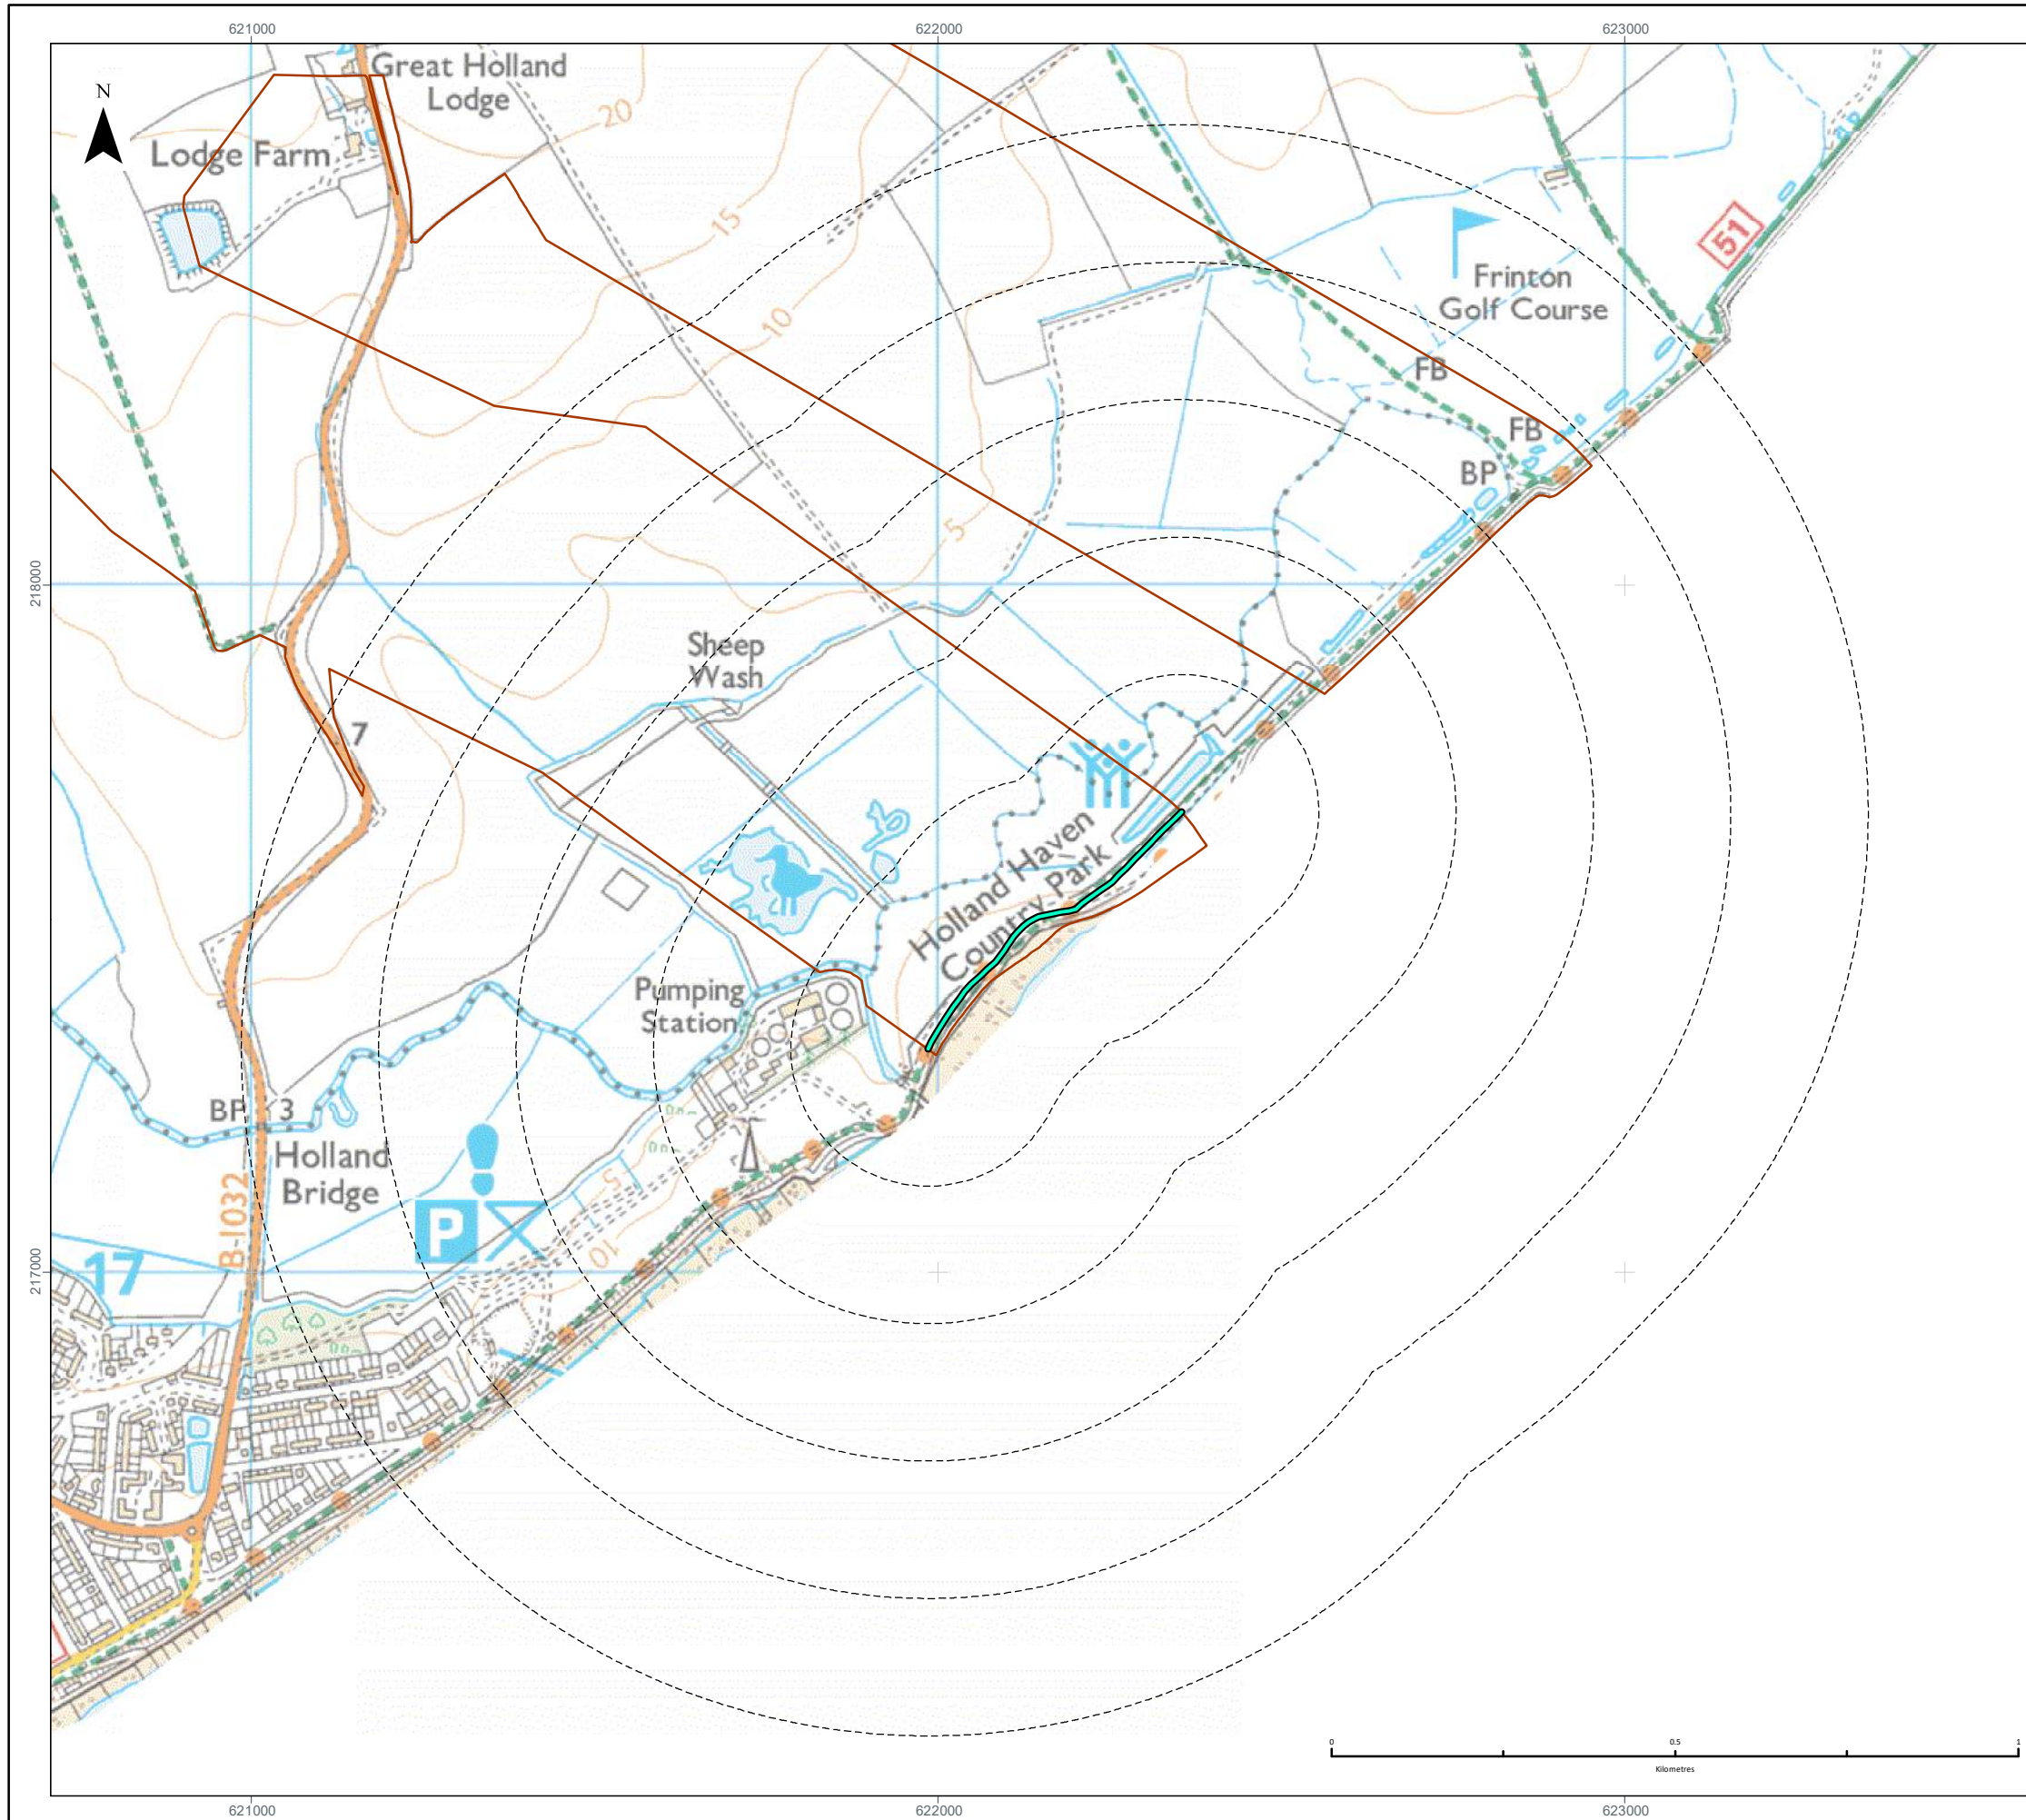 621000
622000
623000
N
Great Holland
Lodge
20
Lodge Farm
15
51
Frinton
Golf Course
10
FB
FB
BP
5
218000
Sheep
Wash
7
Holland Haven
Country Park
Pumping
Station
BP
3
Holland
Bridge
B1032
5
P
10
17
217000
0
0.5
1
Kilometres
621000
622000
623000